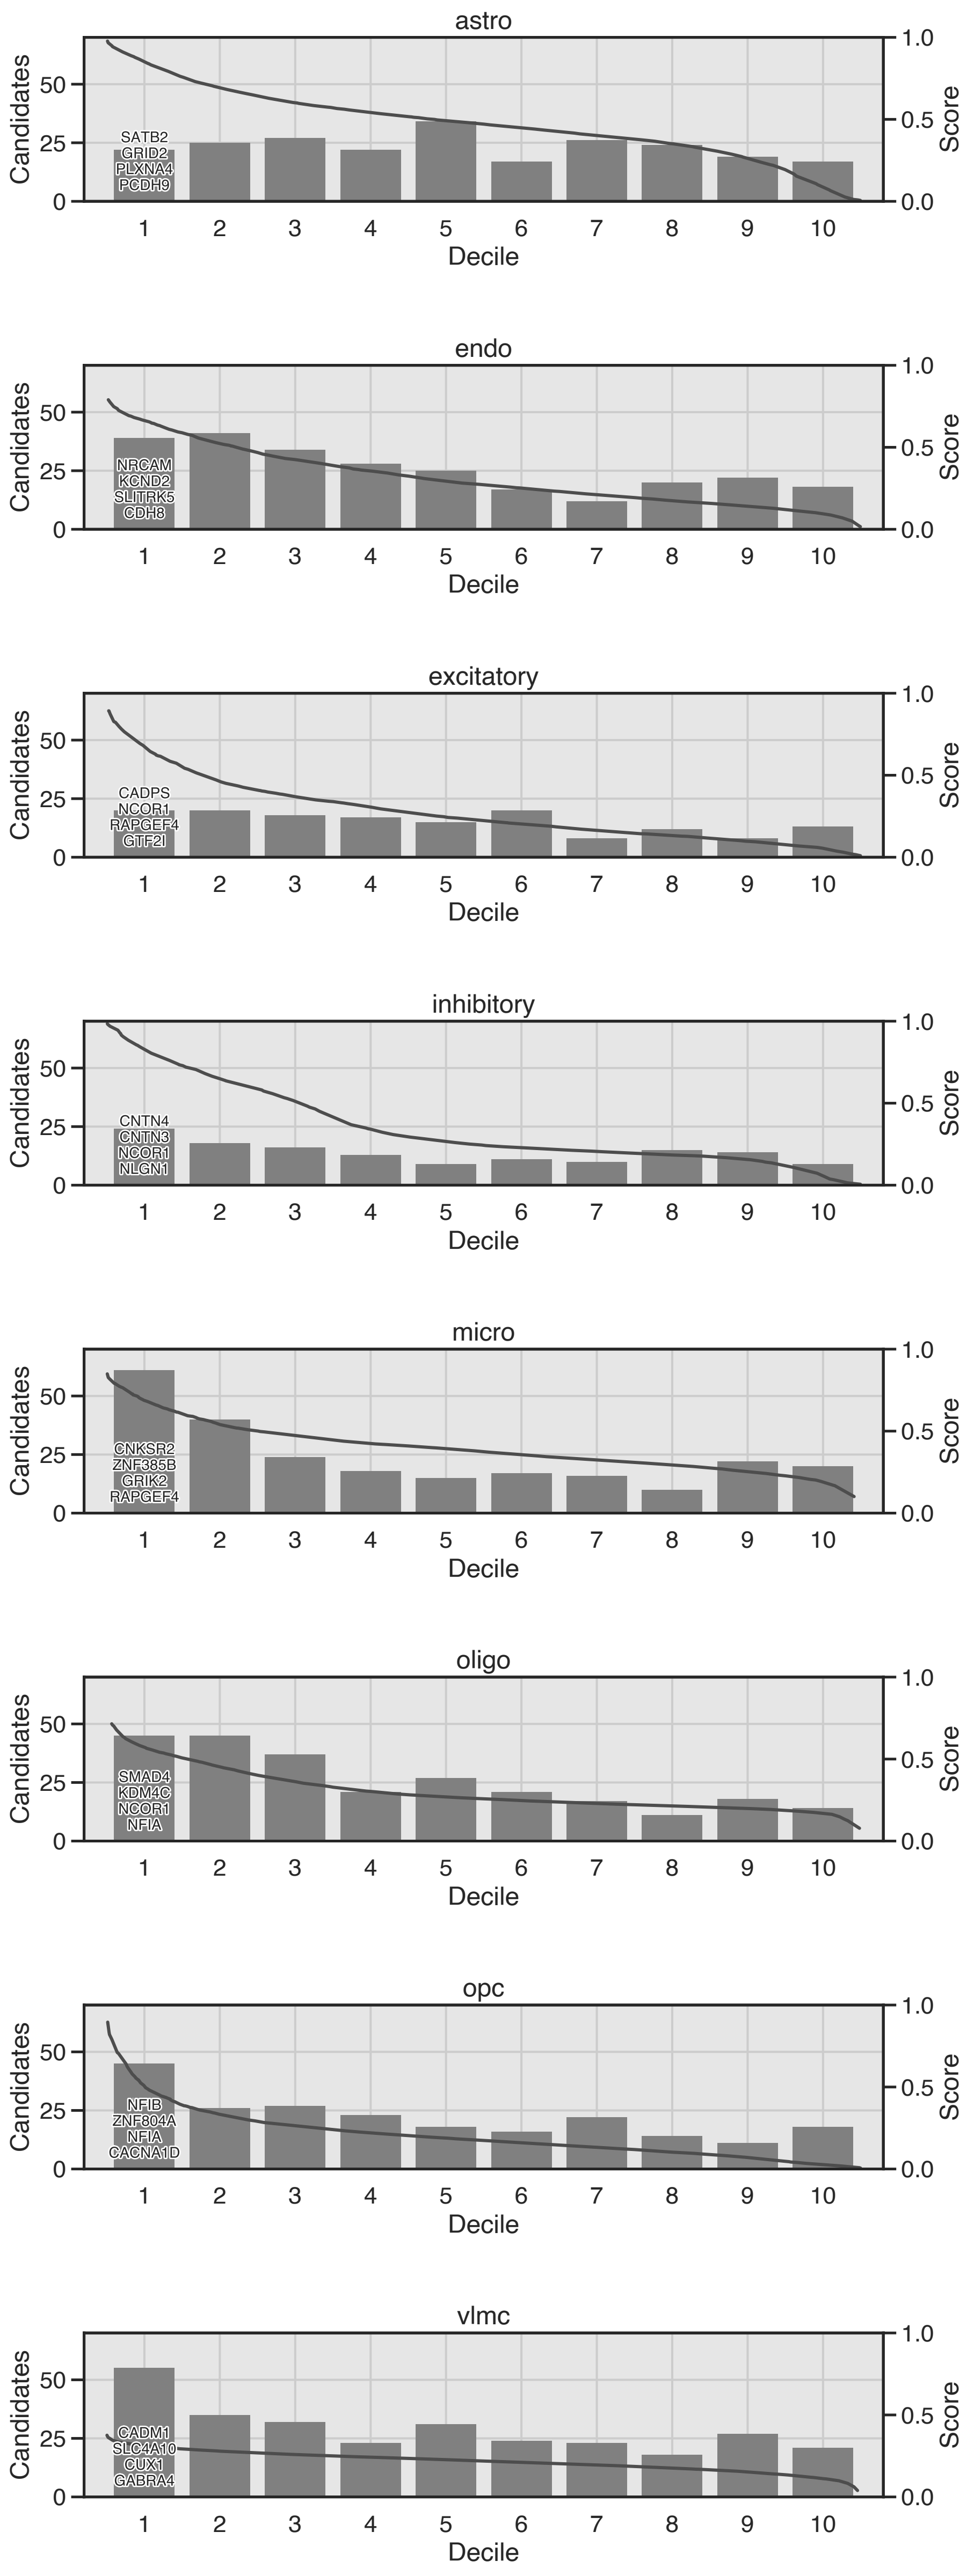 astro
Candidates
50
25
0
SATB2
GRID2
PLXNA4
PCDH9
1.0
0.5
0.0
Score
1 2 3 4 5 6 7 8 9 10
Decile
endo
Candidates
50
25
0
NRCAM
KCND2
SLITRK5
CDH8
1.0
0.5
0.0
Score
1 2 3 4 5 6 7 8 9 10
Decile
excitatory
Candidates
50
25
0
CADPS
NCOR1
RAPGEF4
GTF2I
1.0
0.5
0.0
Score
1 2 3 4 5 6 7 8 9 10
Decile
inhibitory
Candidates
50
25
0
CNTN4
CNTN3
NCOR1
NLGN1
1.0
0.5
0.0
Score
1 2 3 4 5 6 7 8 9 10
Decile
micro
Candidates
50
25
0
CNKSR2
ZNF385B
GRIK2
RAPGEF4
1.0
0.5
0.0
Score
1 2 3 4 5 6 7 8 9 10
Decile
oligo
Candidates
50
25
0
SMAD4
KDM4C
NCOR1
NFIA
1.0
0.5
0.0
Score
1 2 3 4 5 6 7 8 9 10
Decile
opc
Candidates
50
25
0
NFIB
ZNF804A
NFIA
CACNA1D
1.0
0.5
0.0
Score
1 2 3 4 5 6 7 8 9 10
Decile
vlmc
Candidates
50
25
0
CADM1
SLC4A10
CUX1
GABRA4
1.0
0.5
0.0
Score
1 2 3 4 5 6 7 8 9 10
Decile